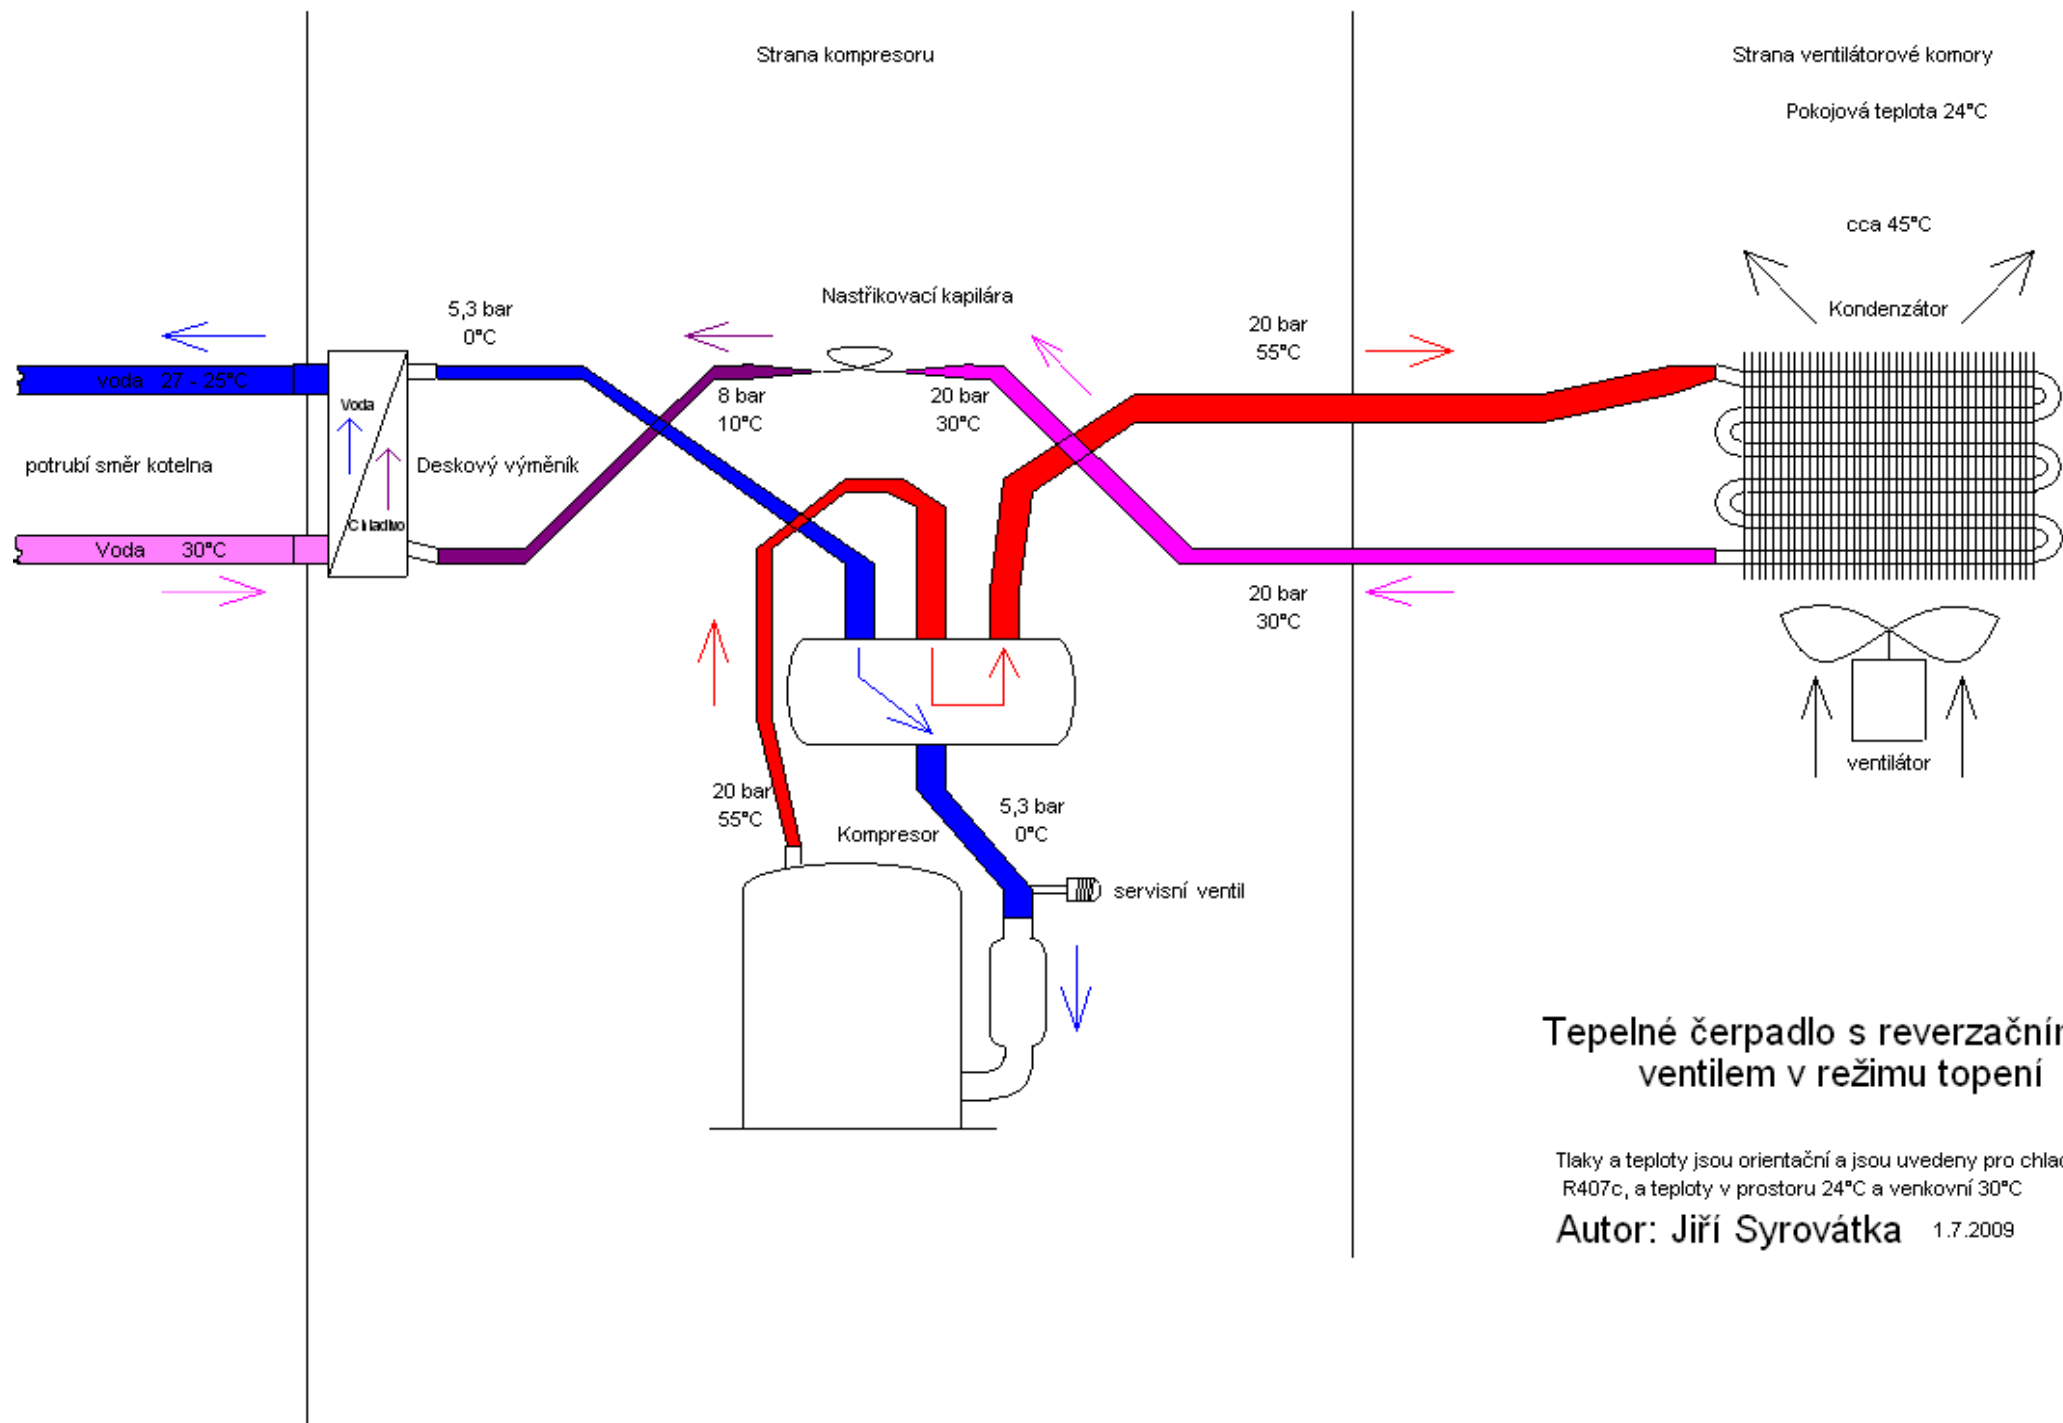 Strana kompresoru
Strana ventilátorové komory
Pokojová teplota 24°C
cca 45°C
Kondenzátor
Nastřikovací kapilára
5,3 bar
0°C
20 bar
55°C
voda 27 - 25°C
8 bar
10°C
20 bar
30°C
Voda
potrubí směr kotelna
Deskový výměník
Chladivo
Voda 30°C
20 bar
30°C
ventilátor
20 bar
55°C
Kompresor
5,3 bar
0°C
servisní ventil
Tepelné čerpadlo s
ventilem v režimu topení
Tlaky a teploty jsou orientační a jsou uvedeny pro
R407c, a teploty v prostoru 24°C a venkovní 30°C
Autor: Jiří Syrovátka 1.7.2009